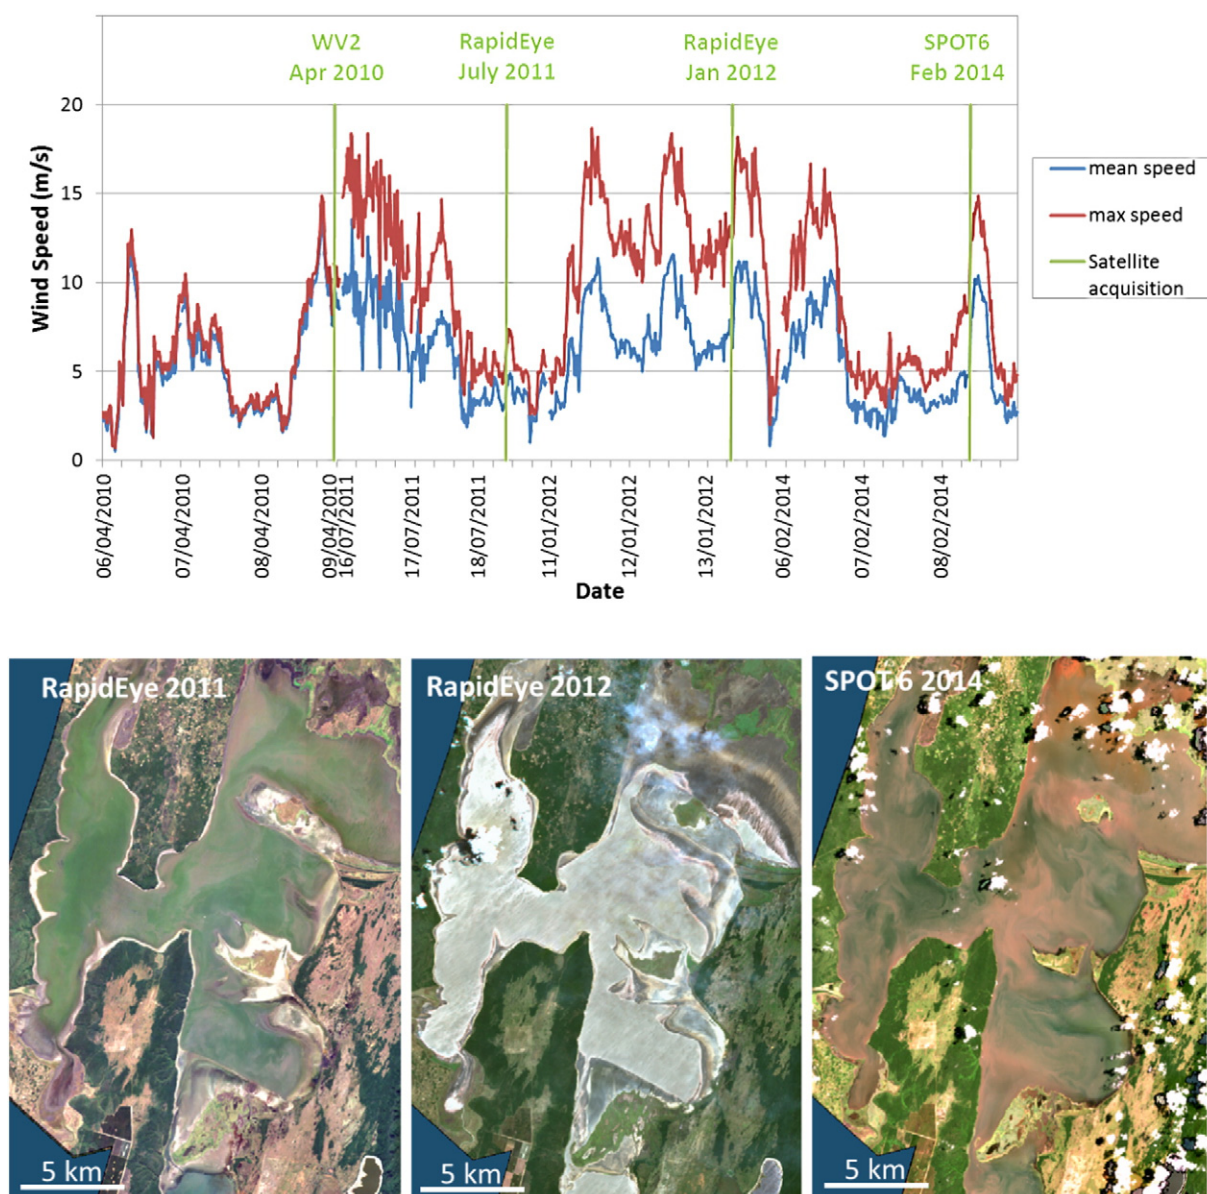 WV2
Apr 2010
RapidEye
July 2011
RapidEye
Jan 2012
SPOT6
Feb 2014
Wind Speed (m/s)
20
15
10
5
0
mean speed
max speed
Satellite
acquisition
06/04/2010
07/04/2010
08/04/2010
09/04/2010
16/07/2011
17/07/2011
18/07/2011
11/01/2012
12/01/2012
13/01/2012
06/02/2014
07/02/2014
08/02/2014
Date
RapidEye 2011
RapidEye 2012
SPOT 6 2014
5 km
5 km
5 km